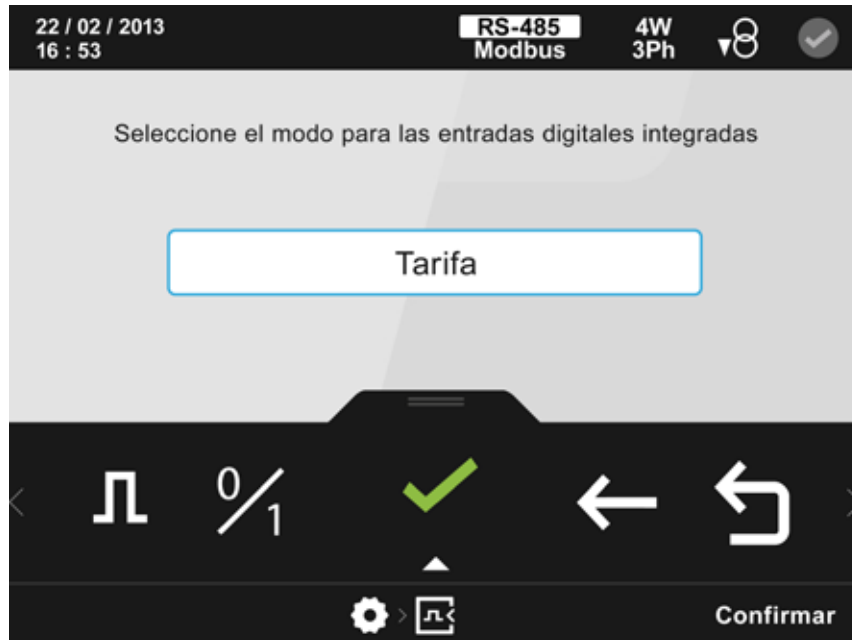 22 / 02 / 2013
16 : 53
RS-485
Modbus
4W
3Ph
Seleccione el modo para las entradas digitales integradas
Tarifa
0/1
Confirmar